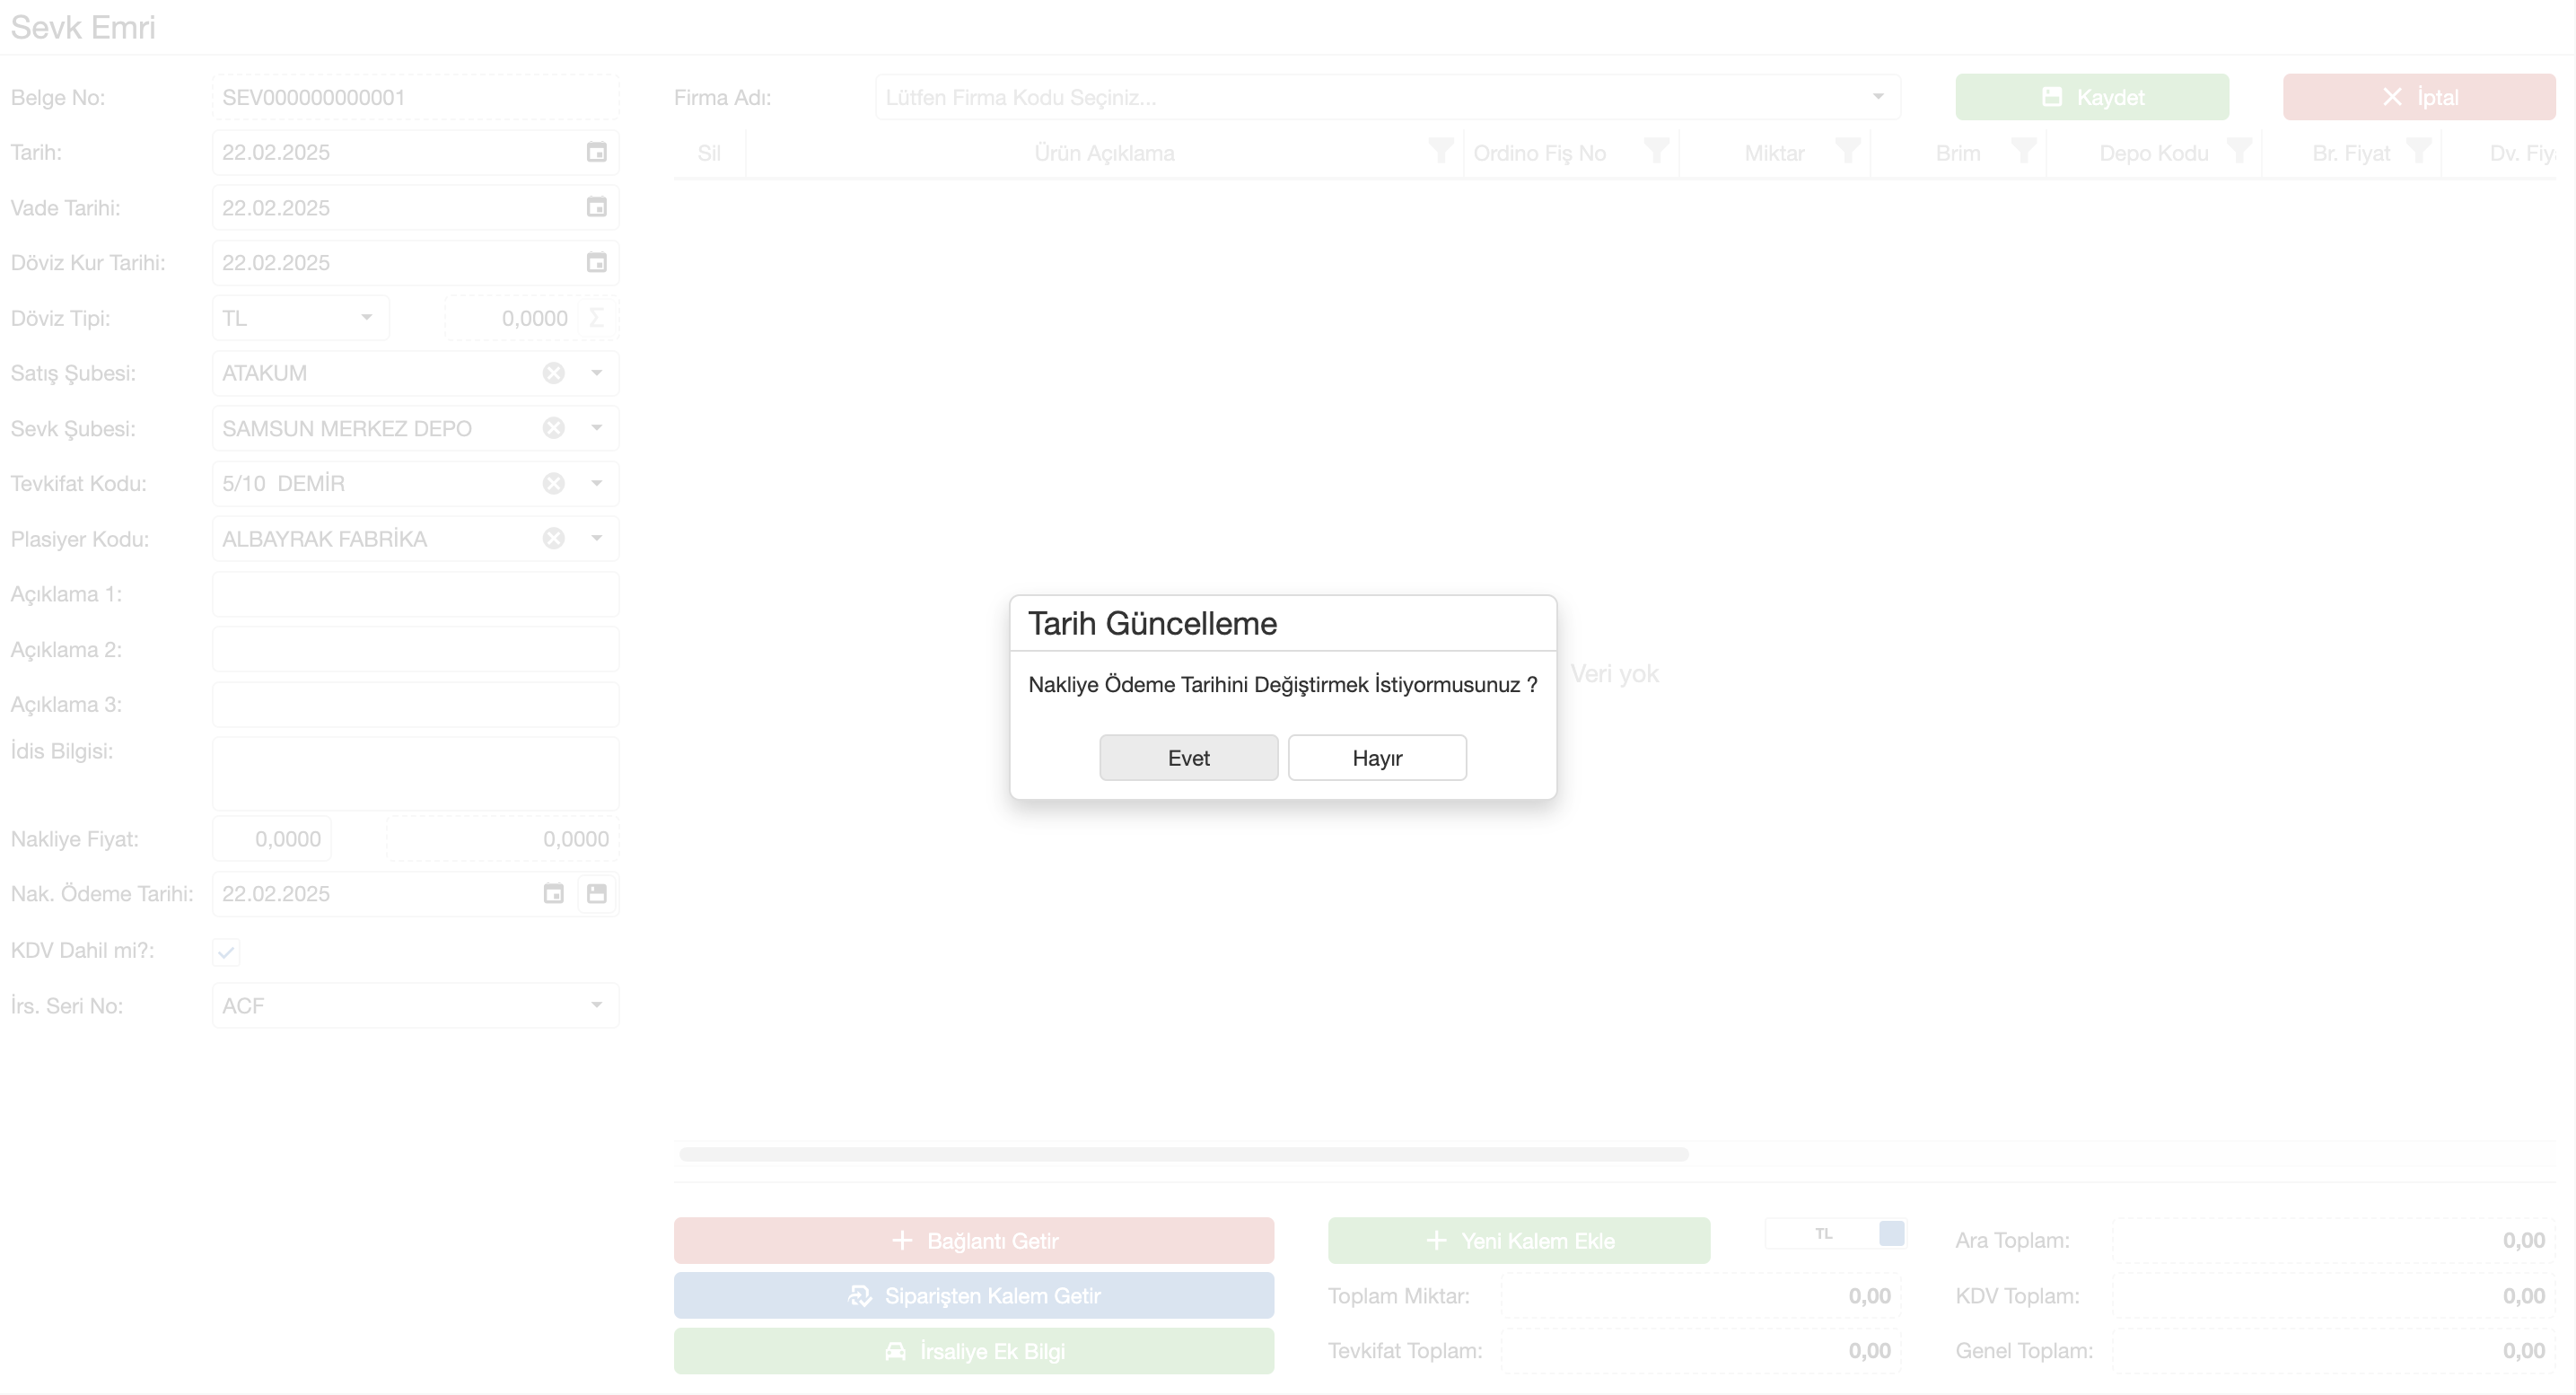 Sevk Emri
Belge No: SEV000000000001
Tarih: 22.02.2025
Vade Tarihi: 22.02.2025
Döviz Kur Tarihi: 22.02.2025
Döviz Tipi: TL 0,0000 Σ
Satış Şubesi: ATAKUM
Sevk Şubesi: SAMSUN MERKEZ DEPO
Tevkifat Kodu: 5/10 DEMİR
Plasiyer Kodu: ALBAYRAK FABRİKA
Açıklama 1:
Açıklama 2:
Açıklama 3:
İdis Bilgisi:
Nakliye Fiyat: 0,0000 0,0000
Nak. Ödeme Tarihi: 22.02.2025
KDV Dahil mi?:
İrs. Seri No: ACF
Firma Adı: Lütfen Firma Kodu Seçiniz... Kaydet İptal
Sil Ürün Açıklama Ordino Fiş No Miktar Brim Depo Kodu Br. Fiyat Dv. Fiy
Veri yok
Tarih Güncelleme
Nakliye Ödeme Tarihini Değiştirmek İstiyormusunuz ?
Evet Hayır
Bağlantı Getir Yeni Kalem Ekle TL Ara Toplam: 0,00
Siparişten Kalem Getir Toplam Miktar: 0,00 KDV Toplam: 0,00
İrsaliye Ek Bilgi Tevkifat Toplam: 0,00 Genel Toplam: 0,00